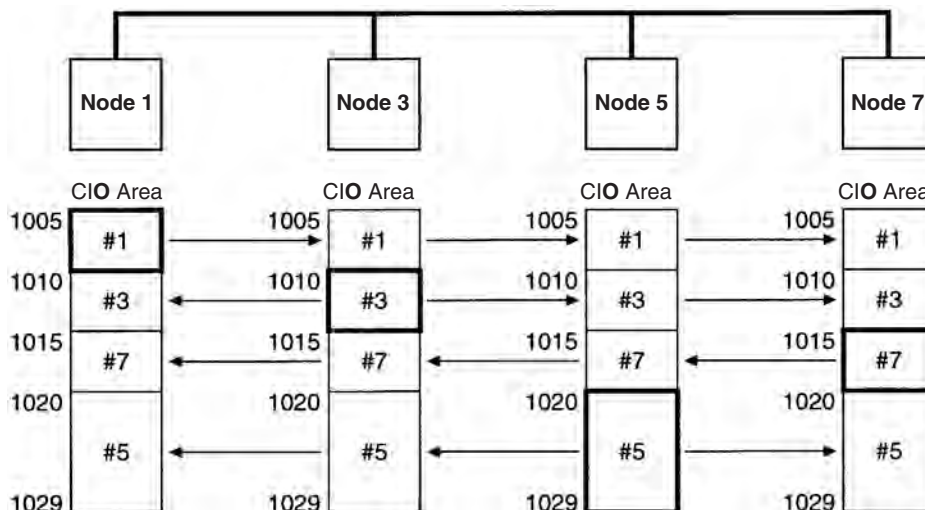 Node 1 Node 3 Node 5 Node 7
CIO Area CIO Area CIO Area CIO Area
1005 1005 1005 1005
#1 #1 #1 #1
1010 1010 1010 1010
#3 #3 #3 #3
1015 1015 1015 1015
#7 #7 #7 #7
1020 1020 1020 1020
#5 #5 #5 #5
1029 1029 1029 1029